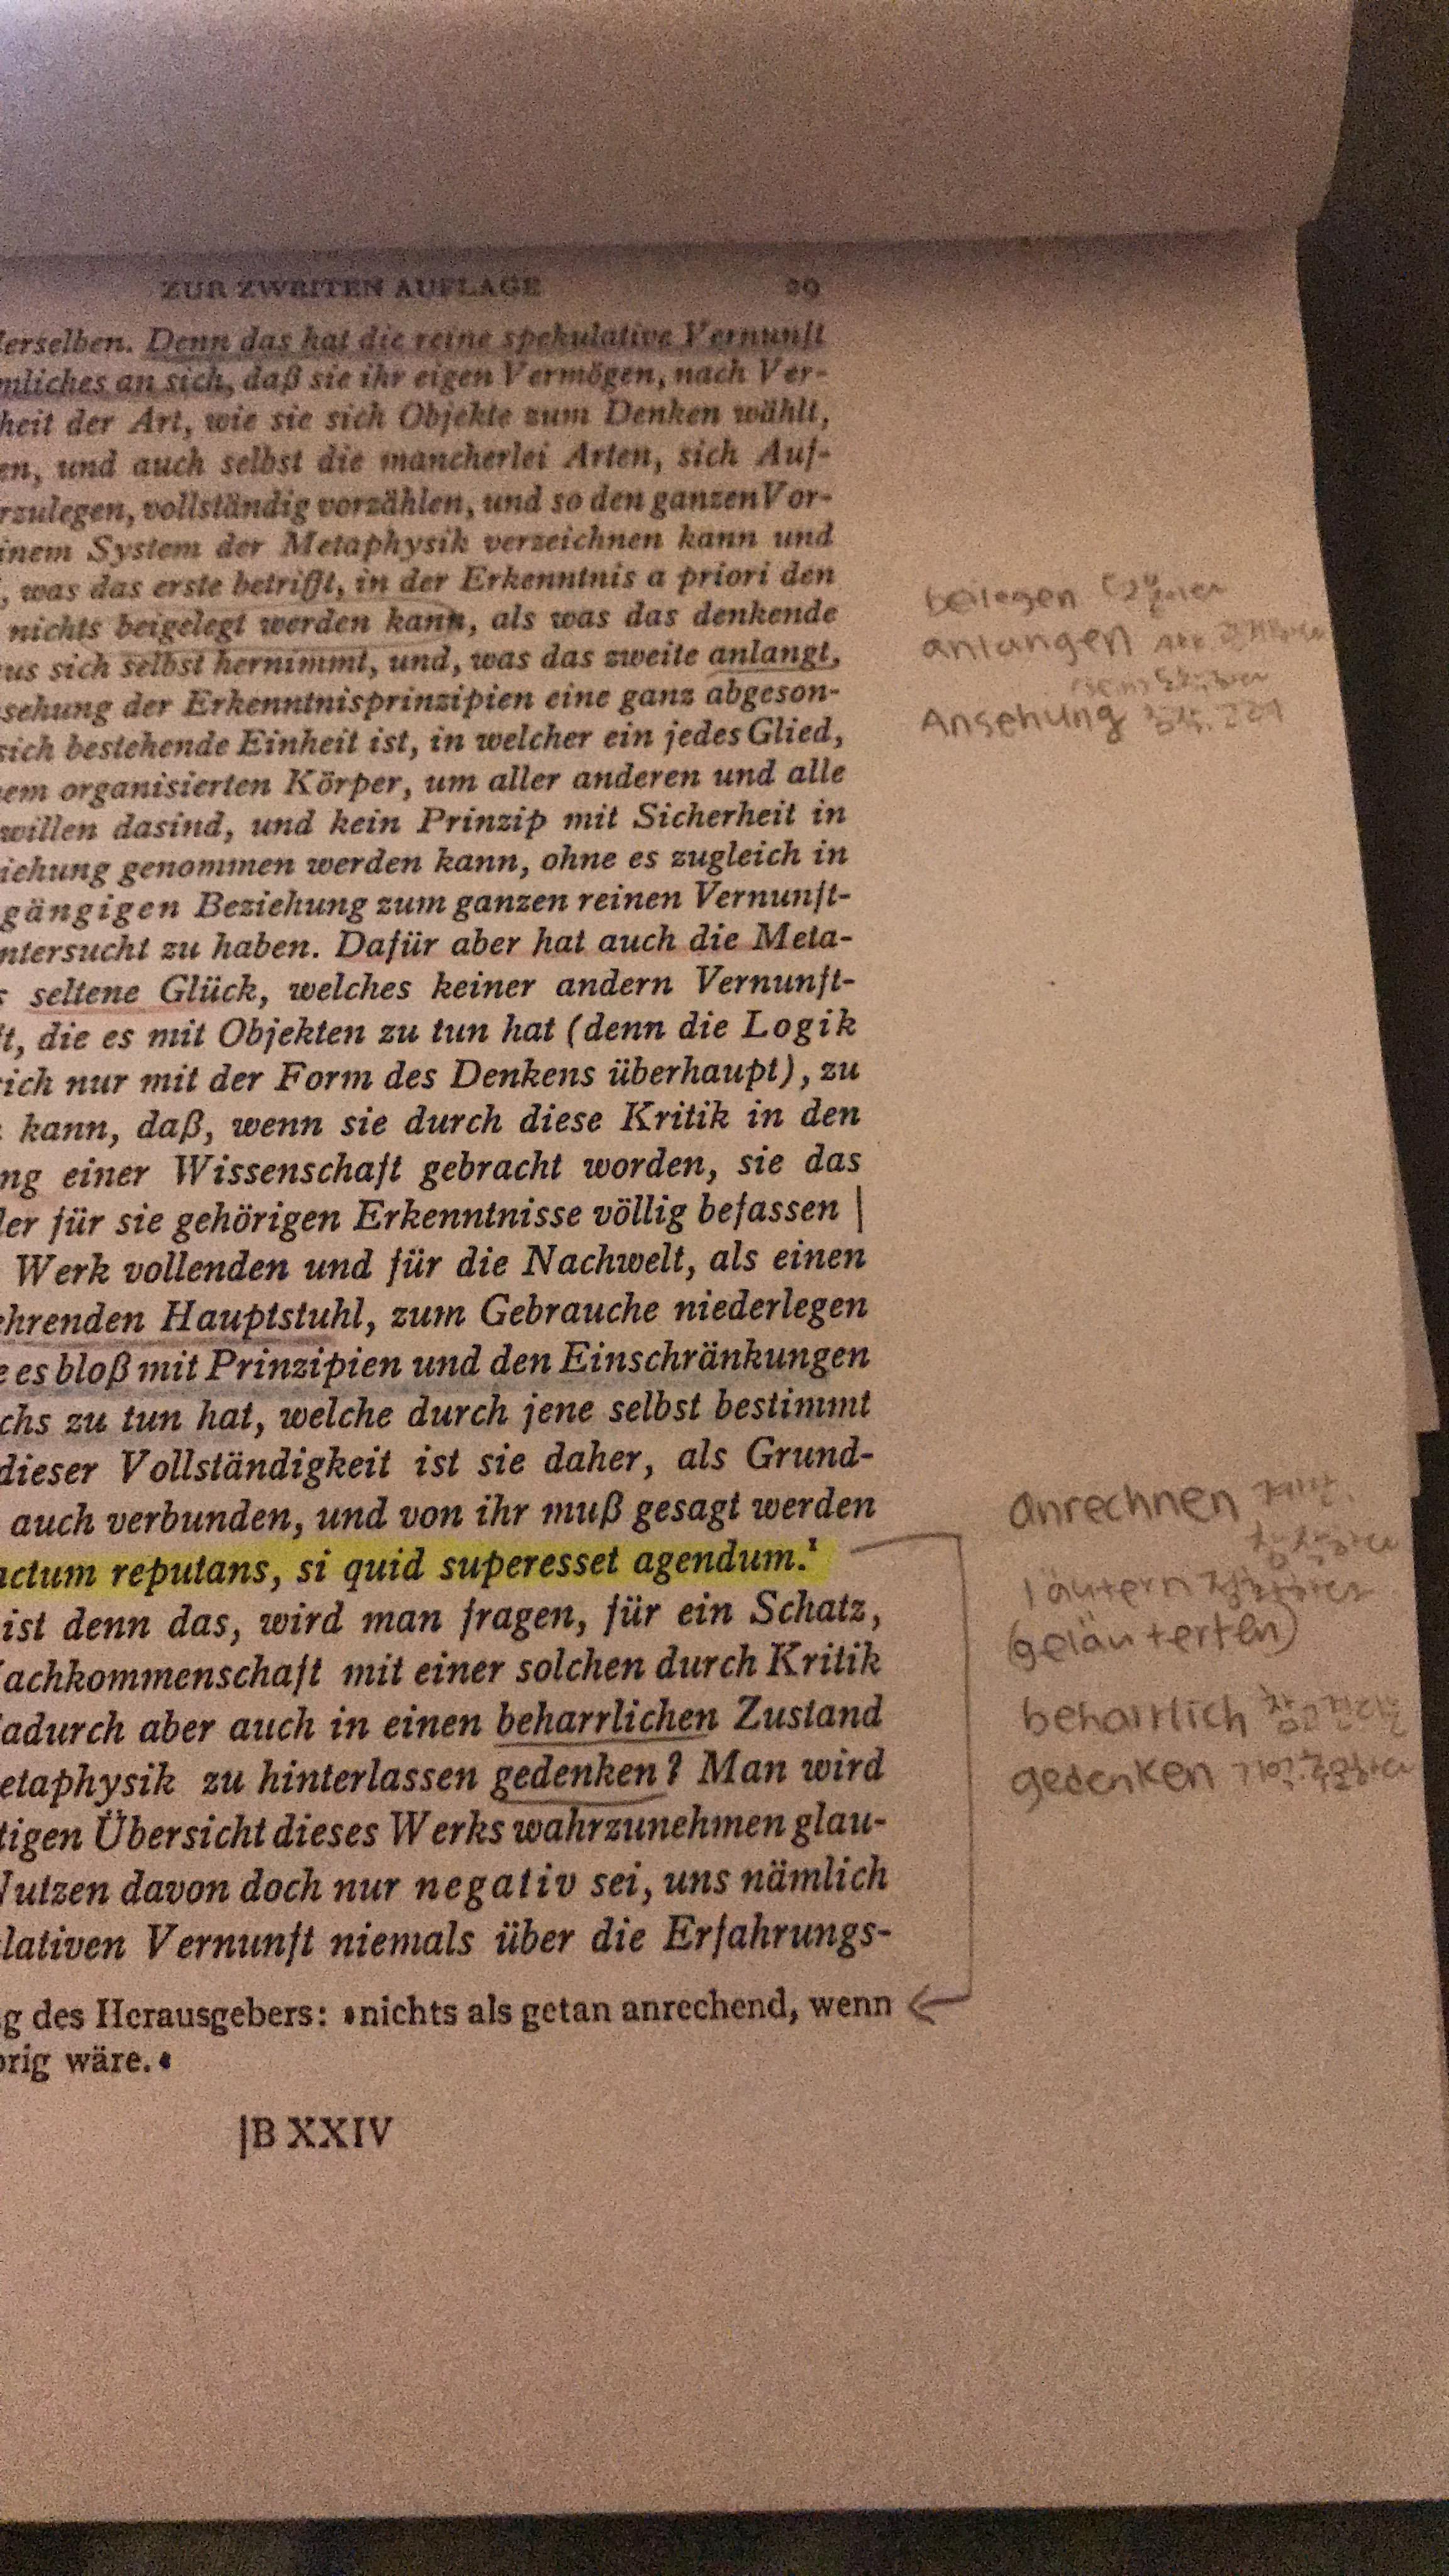 ZUR ZWEITEN AUFLAGE 29
derselben. Denn das hat die reine spekulative Vernunft
mliches an sich, daß sie ihr eigen Vermögen, nach Ver-
heit der Art, wie sie sich Objekte zum Denken wählt,
en, und auch selbst die mancherlei Arten, sich Auf-
rzulegen, vollständig vorzählen, und so den ganzen Vor-
inem System der Metaphysik verzeichnen kann und
, was das erste betrifft, in der Erkenntnis a priori den
nichts beigelegt werden kann, als was das denkende
us sich selbst hernimmt, und, was das zweite anlangt,
sehung der Erkenntnisprinzipien eine ganz abgeson-
sich bestehende Einheit ist, in welcher ein jedes Glied,
em organisierten Körper, um aller anderen und alle
willen dasind, und kein Prinzip mit Sicherheit in
iehung genommen werden kann, ohne es zugleich in
gängigen Beziehung zum ganzen reinen Vernunft-
ntersucht zu haben. Dafür aber hat auch die Meta-
s seltene Glück, welches keiner andern Vernunft-
t, die es mit Objekten zu tun hat (denn die Logik
sich nur mit der Form des Denkens überhaupt), zu
kann, daß, wenn sie durch diese Kritik in den
ng einer Wissenschaft gebracht worden, sie das
ler für sie gehörigen Erkenntnisse völlig befassen |
Werk vollenden und für die Nachwelt, als einen
ehrenden Hauptstuhl, zum Gebrauche niederlegen
e es bloß mit Prinzipien und den Einschränkungen
chs zu tun hat, welche durch jene selbst bestimmt
dieser Vollständigkeit ist sie daher, als Grund-
auch verbunden, und von ihr muß gesagt werden
actum reputans, si quid superesset agendum.¹
ist denn das, wird man fragen, für ein Schatz,
achkommenschaft mit einer solchen durch Kritik
dadurch aber auch in einen beharrlichen Zustand
etaphysik zu hinterlassen gedenken? Man wird
tigen Übersicht dieses Werks wahrzunehmen glau-
Nutzen davon doch nur negativ sei, uns nämlich
lativen Vernunft niemals über die Erfahrungs-
g des Herausgebers: »nichts als getan anrechend, wenn
brig wäre.«
|B XXIV
beilegen
anlangen
Ansehung 참작. 고려
anrechnen 계산.
läutern
(geläuterten)
beharrlich
gedenken 기억.